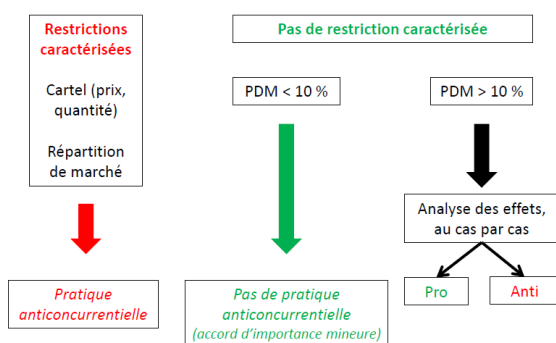 Restrictions
caractérisées
Cartel (prix,
quantité)
Répartition
de marché
Pratique
anticoncurrentielle
Pas de restriction caractérisée
PDM < 10 %
Pas de pratique
anticoncurrentielle
(accord d’importance mineure)
PDM > 10 %
Analyse des effets,
au cas par cas
Pro
Anti